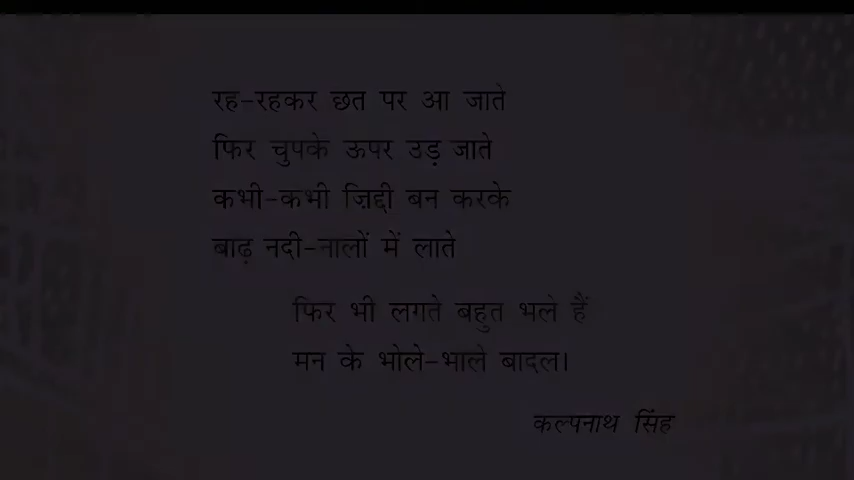 रह-रहकर छत पर आ जाते
फिर चुपके ऊपर उड़ जाते
कभी-कभी ज़िद्दी बन करके
बाढ़ नदी-नालों में लाते
फिर भी लगते बहुत भले हैं
मन के भोले-भाले बादल।
कल्पनाथ सिंह